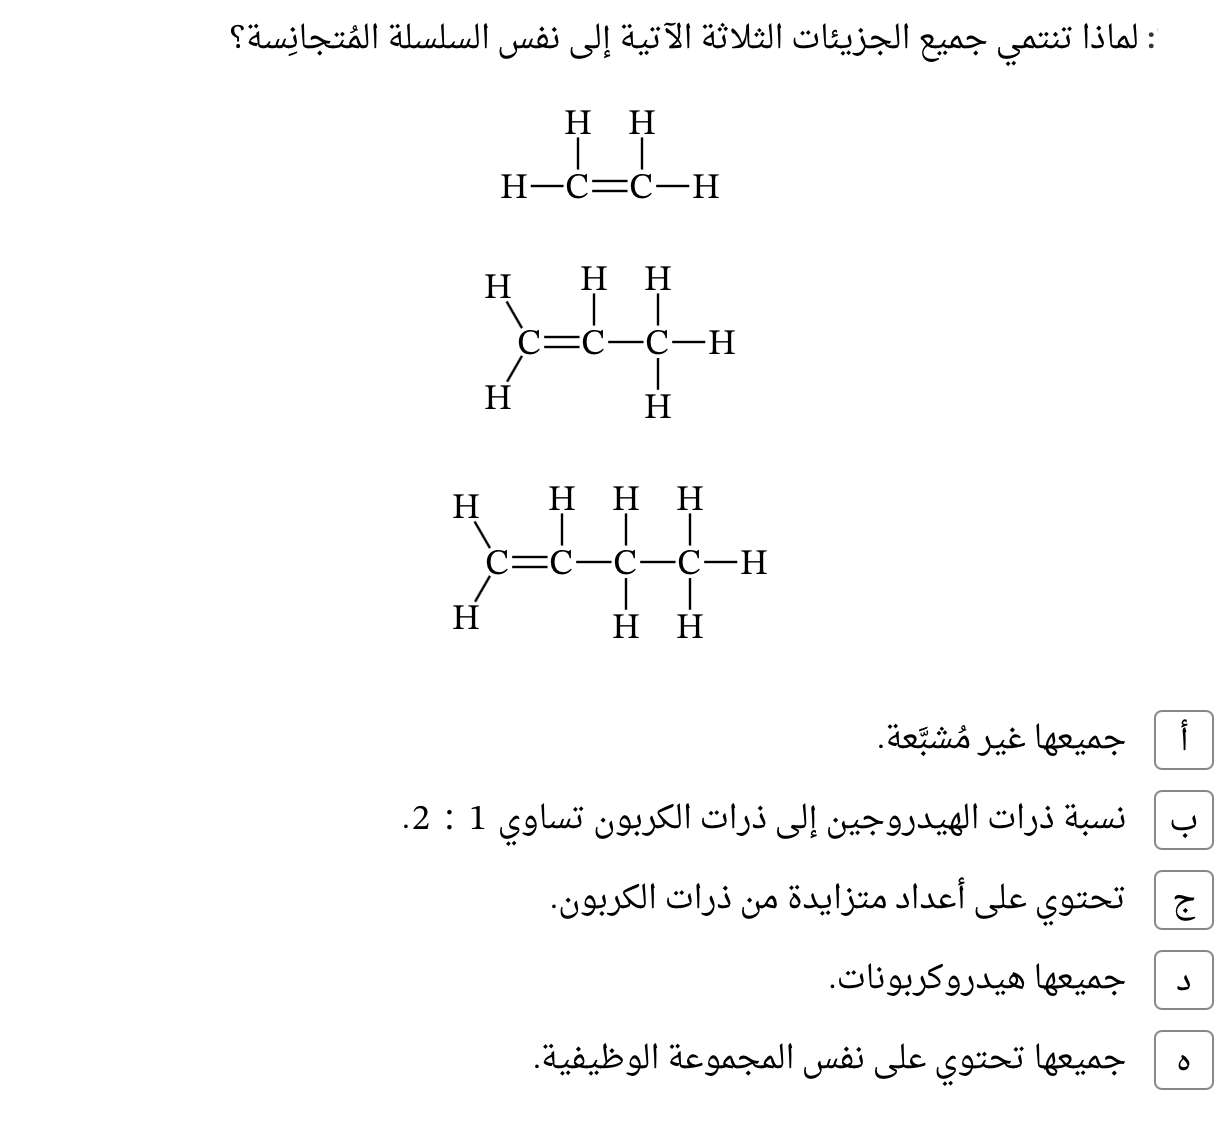 : لماذا تنتمي جميع الجزيئات الثلاثة الآتية إلى نفس السلسلة المُتجانِسة؟
H H
H—C=C—H
H H H
C=C—C—H
H H
H H H H
C=C—C—C—H
H H H
أ جميعها غير مُشبَّعة.
ب نسبة ذرات الهيدروجين إلى ذرات الكربون تساوي 1 : 2.
ج تحتوي على أعداد متزايدة من ذرات الكربون.
د جميعها هيدروكربونات.
ه جميعها تحتوي على نفس المجموعة الوظيفية.